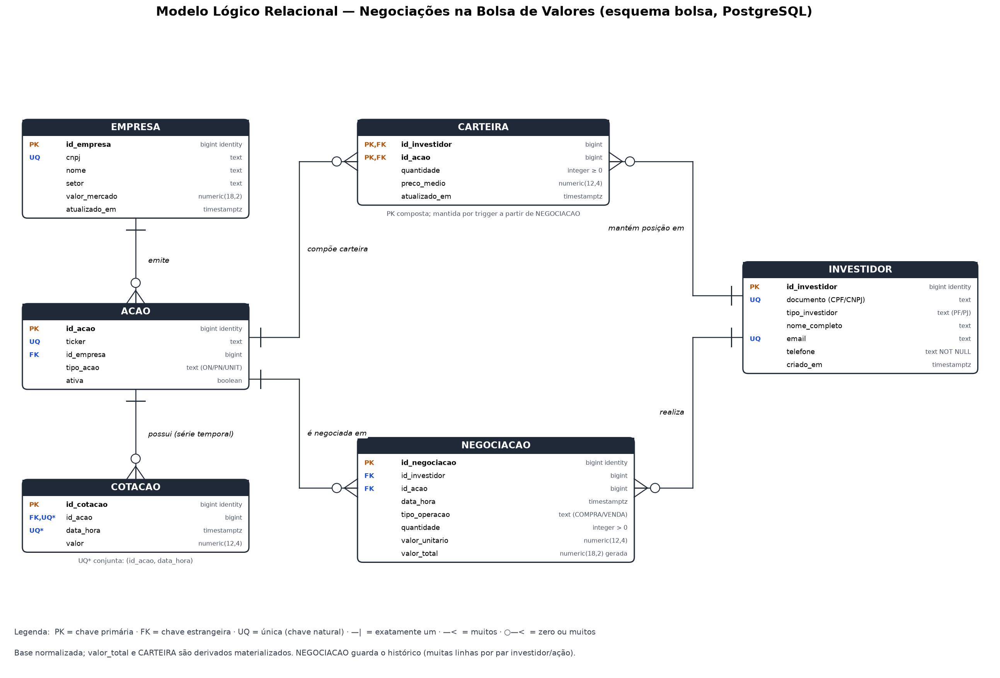 Modelo Lógico Relacional — Negociações na Bolsa de Valores (esquema bolsa, PostgreSQL)
EMPRESA
PK id_empresa bigint identity
UQ cnpj text
nome text
setor text
valor_mercado numeric(18,2)
atualizado_em timestamptz
emite
ACAO
PK id_acao bigint identity
UQ ticker text
FK id_empresa bigint
tipo_acao text (ON/PN/UNIT)
ativa boolean
possui (série temporal)
COTACAO
PK id_cotacao bigint identity
FK,UQ* id_acao bigint
UQ* data_hora timestamptz
valor numeric(12,4)
UQ* conjunta: (id_acao, data_hora)
CARTEIRA
PK,FK id_investidor bigint
PK,FK id_acao bigint
quantidade integer ≥ 0
preco_medio numeric(12,4)
atualizado_em timestamptz
PK composta; mantida por trigger a partir de NEGOCIACAO
compõe carteira
mantém posição em
é negociada em
realiza
NEGOCIACAO
PK id_negociacao bigint identity
FK id_investidor bigint
FK id_acao bigint
data_hora timestamptz
tipo_operacao text (COMPRA/VENDA)
quantidade integer > 0
valor_unitario numeric(12,4)
valor_total numeric(18,2) gerada
INVESTIDOR
PK id_investidor bigint identity
UQ documento (CPF/CNPJ) text
tipo_investidor text (PF/PJ)
nome_completo text
UQ email text
telefone text NOT NULL
criado_em timestamptz
Legenda: PK = chave primária · FK = chave estrangeira · UQ = única (chave natural) · —| = exatamente um · —< = muitos · ○—< = zero ou muitos
Base normalizada; valor_total e CARTEIRA são derivados materializados. NEGOCIACAO guarda o histórico (muitas linhas por par investidor/ação).